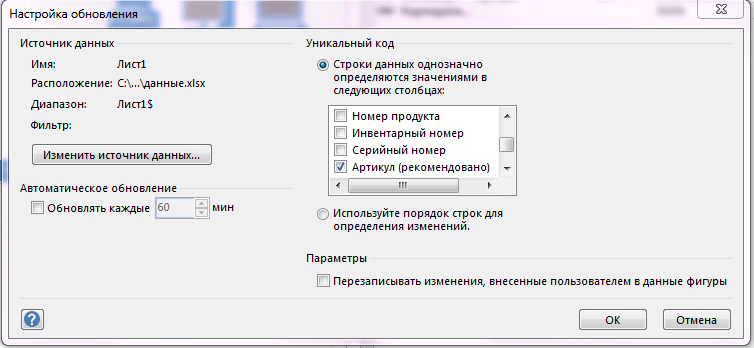 Настройка обновления
Источник данных
Имя: Лист1
Расположение: C:\...\данные.xlsx
Диапазон: Лист1$
Фильтр:
Изменить источник данных...
Автоматическое обновление
Обновлять каждые 60 мин
Уникальный код
Строки данных однозначно
определяются значениями в
следующих столбцах:
Номер продукта
Инвентарный номер
Серийный номер
Артикул (рекомендовано)
Используйте порядок строк для
определения изменений.
Параметры
Перезаписывать изменения, внесенные пользователем в данные фигуры
ОК
Отмена